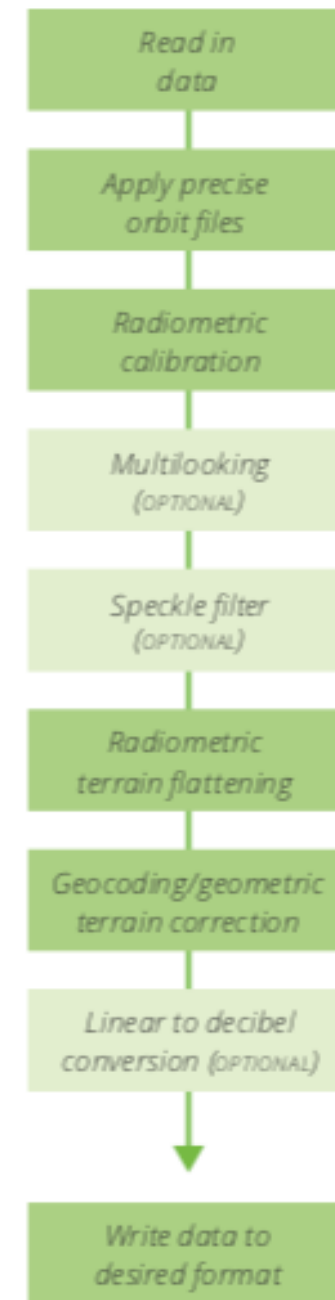 Read in
data
Apply precise
orbit files
Radiometric
calibration
Multilooking
(OPTIONAL)
Speckle filter
(OPTIONAL)
Radiometric
terrain flattening
Geocoding/geometric
terrain correction
Linear to decibel
conversion (OPTIONAL)
Write data to
desired format